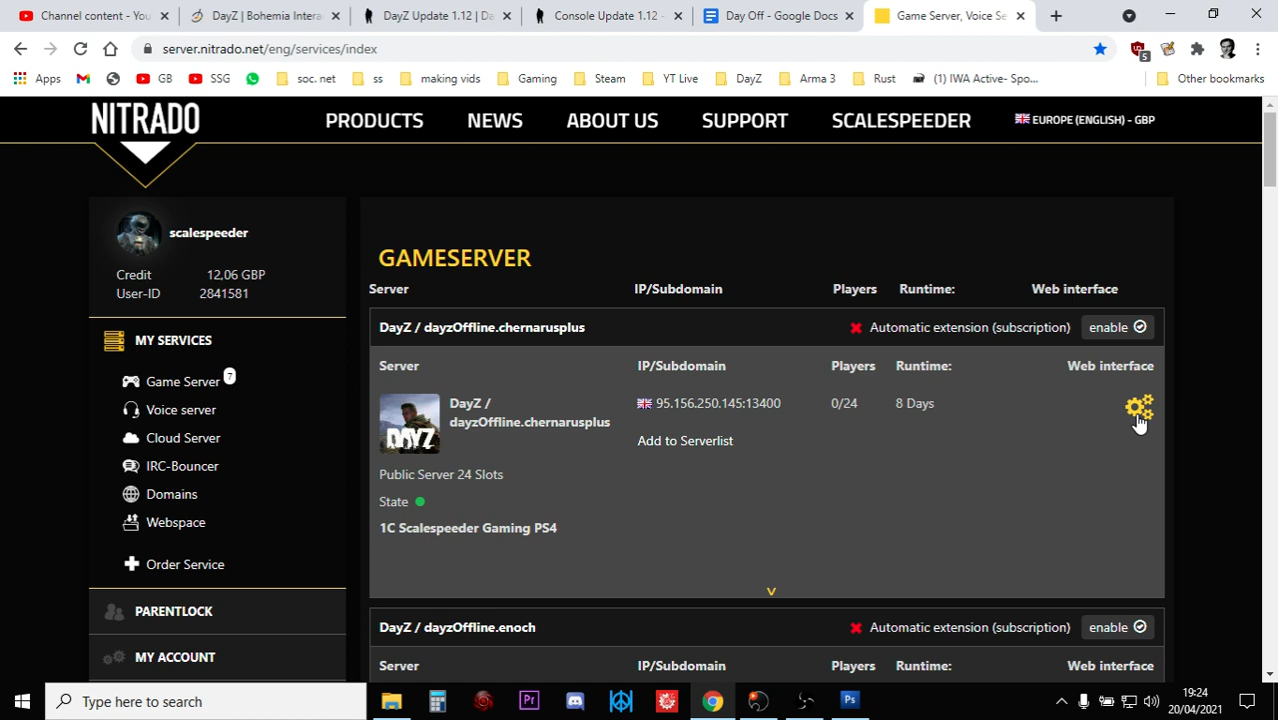 Channel content - You
DayZ | Bohemia Intera
DayZ Update 1.12 | Da
Console Update 1.12 -
Day Off - Google Docs
Game Server, Voice Se
server.nitrado.net/eng/services/index
5
Apps
GB
SSG
soc. net
ss
making vids
Gaming
Steam
YT Live
DayZ
Arma 3
Rust
(1) IWA Active- Spo...
Other bookmarks
NITRADO
PRODUCTS
NEWS
ABOUT US
SUPPORT
SCALESPEEDER
EUROPE (ENGLISH) - GBP
scalespeeder
Credit 12,06 GBP
User-ID 2841581
MY SERVICES
Game Server 7
Voice server
Cloud Server
IRC-Bouncer
Domains
Webspace
Order Service
PARENTLOCK
MY ACCOUNT
GAMESERVER
Server IP/Subdomain Players Runtime: Web interface
DayZ / dayzOffline.chernarusplus Automatic extension (subscription) enable
Server IP/Subdomain Players Runtime: Web interface
DAYZ
DayZ /
dayzOffline.chernarusplus
95.156.250.145:13400 0/24 8 Days
Add to Serverlist
Public Server 24 Slots
State
1C Scalespeeder Gaming PS4
DayZ / dayzOffline.enoch Automatic extension (subscription) enable
Server IP/Subdomain Players Runtime: Web interface
Type here to search
Pr
Ps
19:24
20/04/2021